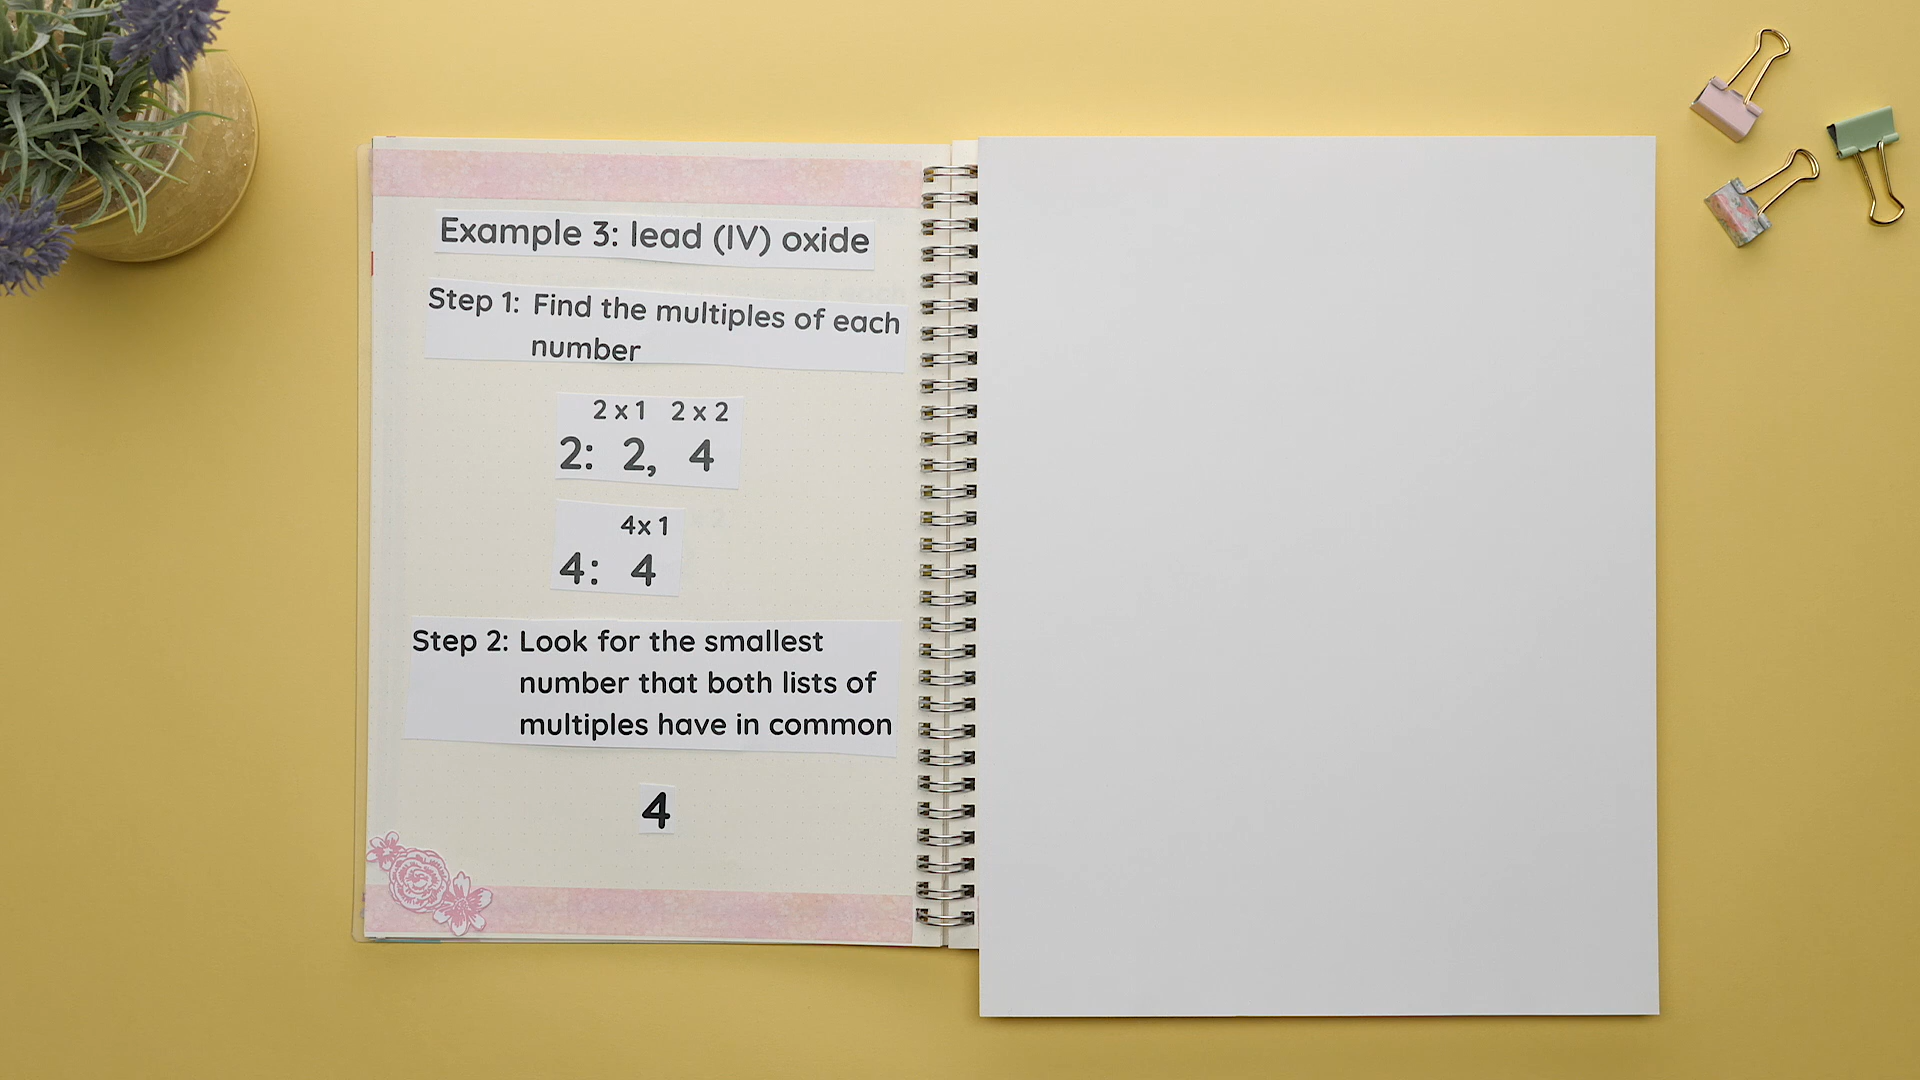 Example 3: lead (IV) oxide
Step 1: Find the multiples of each
number
2 x 1 2 x 2
2: 2, 4
4x 1
4: 4
Step 2: Look for the smallest
number that both lists of
multiples have in common
4